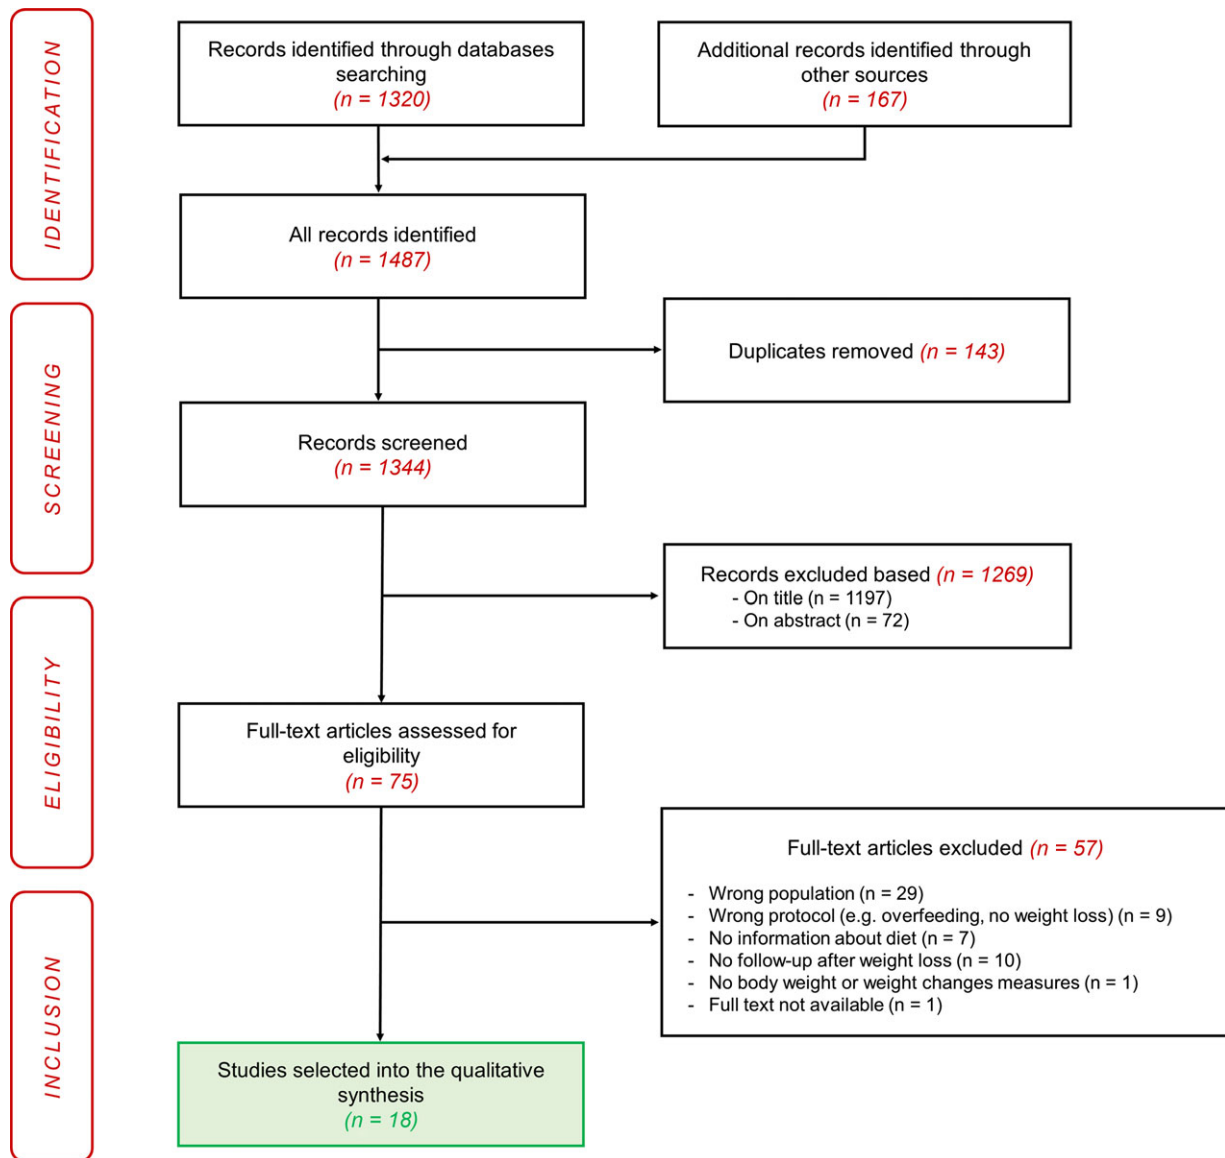 IDENTIFICATION
Records identified through databases
searching
(n = 1320)
Additional records identified through
other sources
(n = 167)
All records identified
(n = 1487)
SCREENING
Duplicates removed (n = 143)
Records screened
(n = 1344)
Records excluded based (n = 1269)
- On title (n = 1197)
- On abstract (n = 72)
ELIGIBILITY
Full-text articles assessed for
eligibility
(n = 75)
Full-text articles excluded (n = 57)
- Wrong population (n = 29)
- Wrong protocol (e.g. overfeeding, no weight loss) (n = 9)
- No information about diet (n = 7)
- No follow-up after weight loss (n = 10)
- No body weight or weight changes measures (n = 1)
- Full text not available (n = 1)
INCLUSION
Studies selected into the qualitative
synthesis
(n = 18)